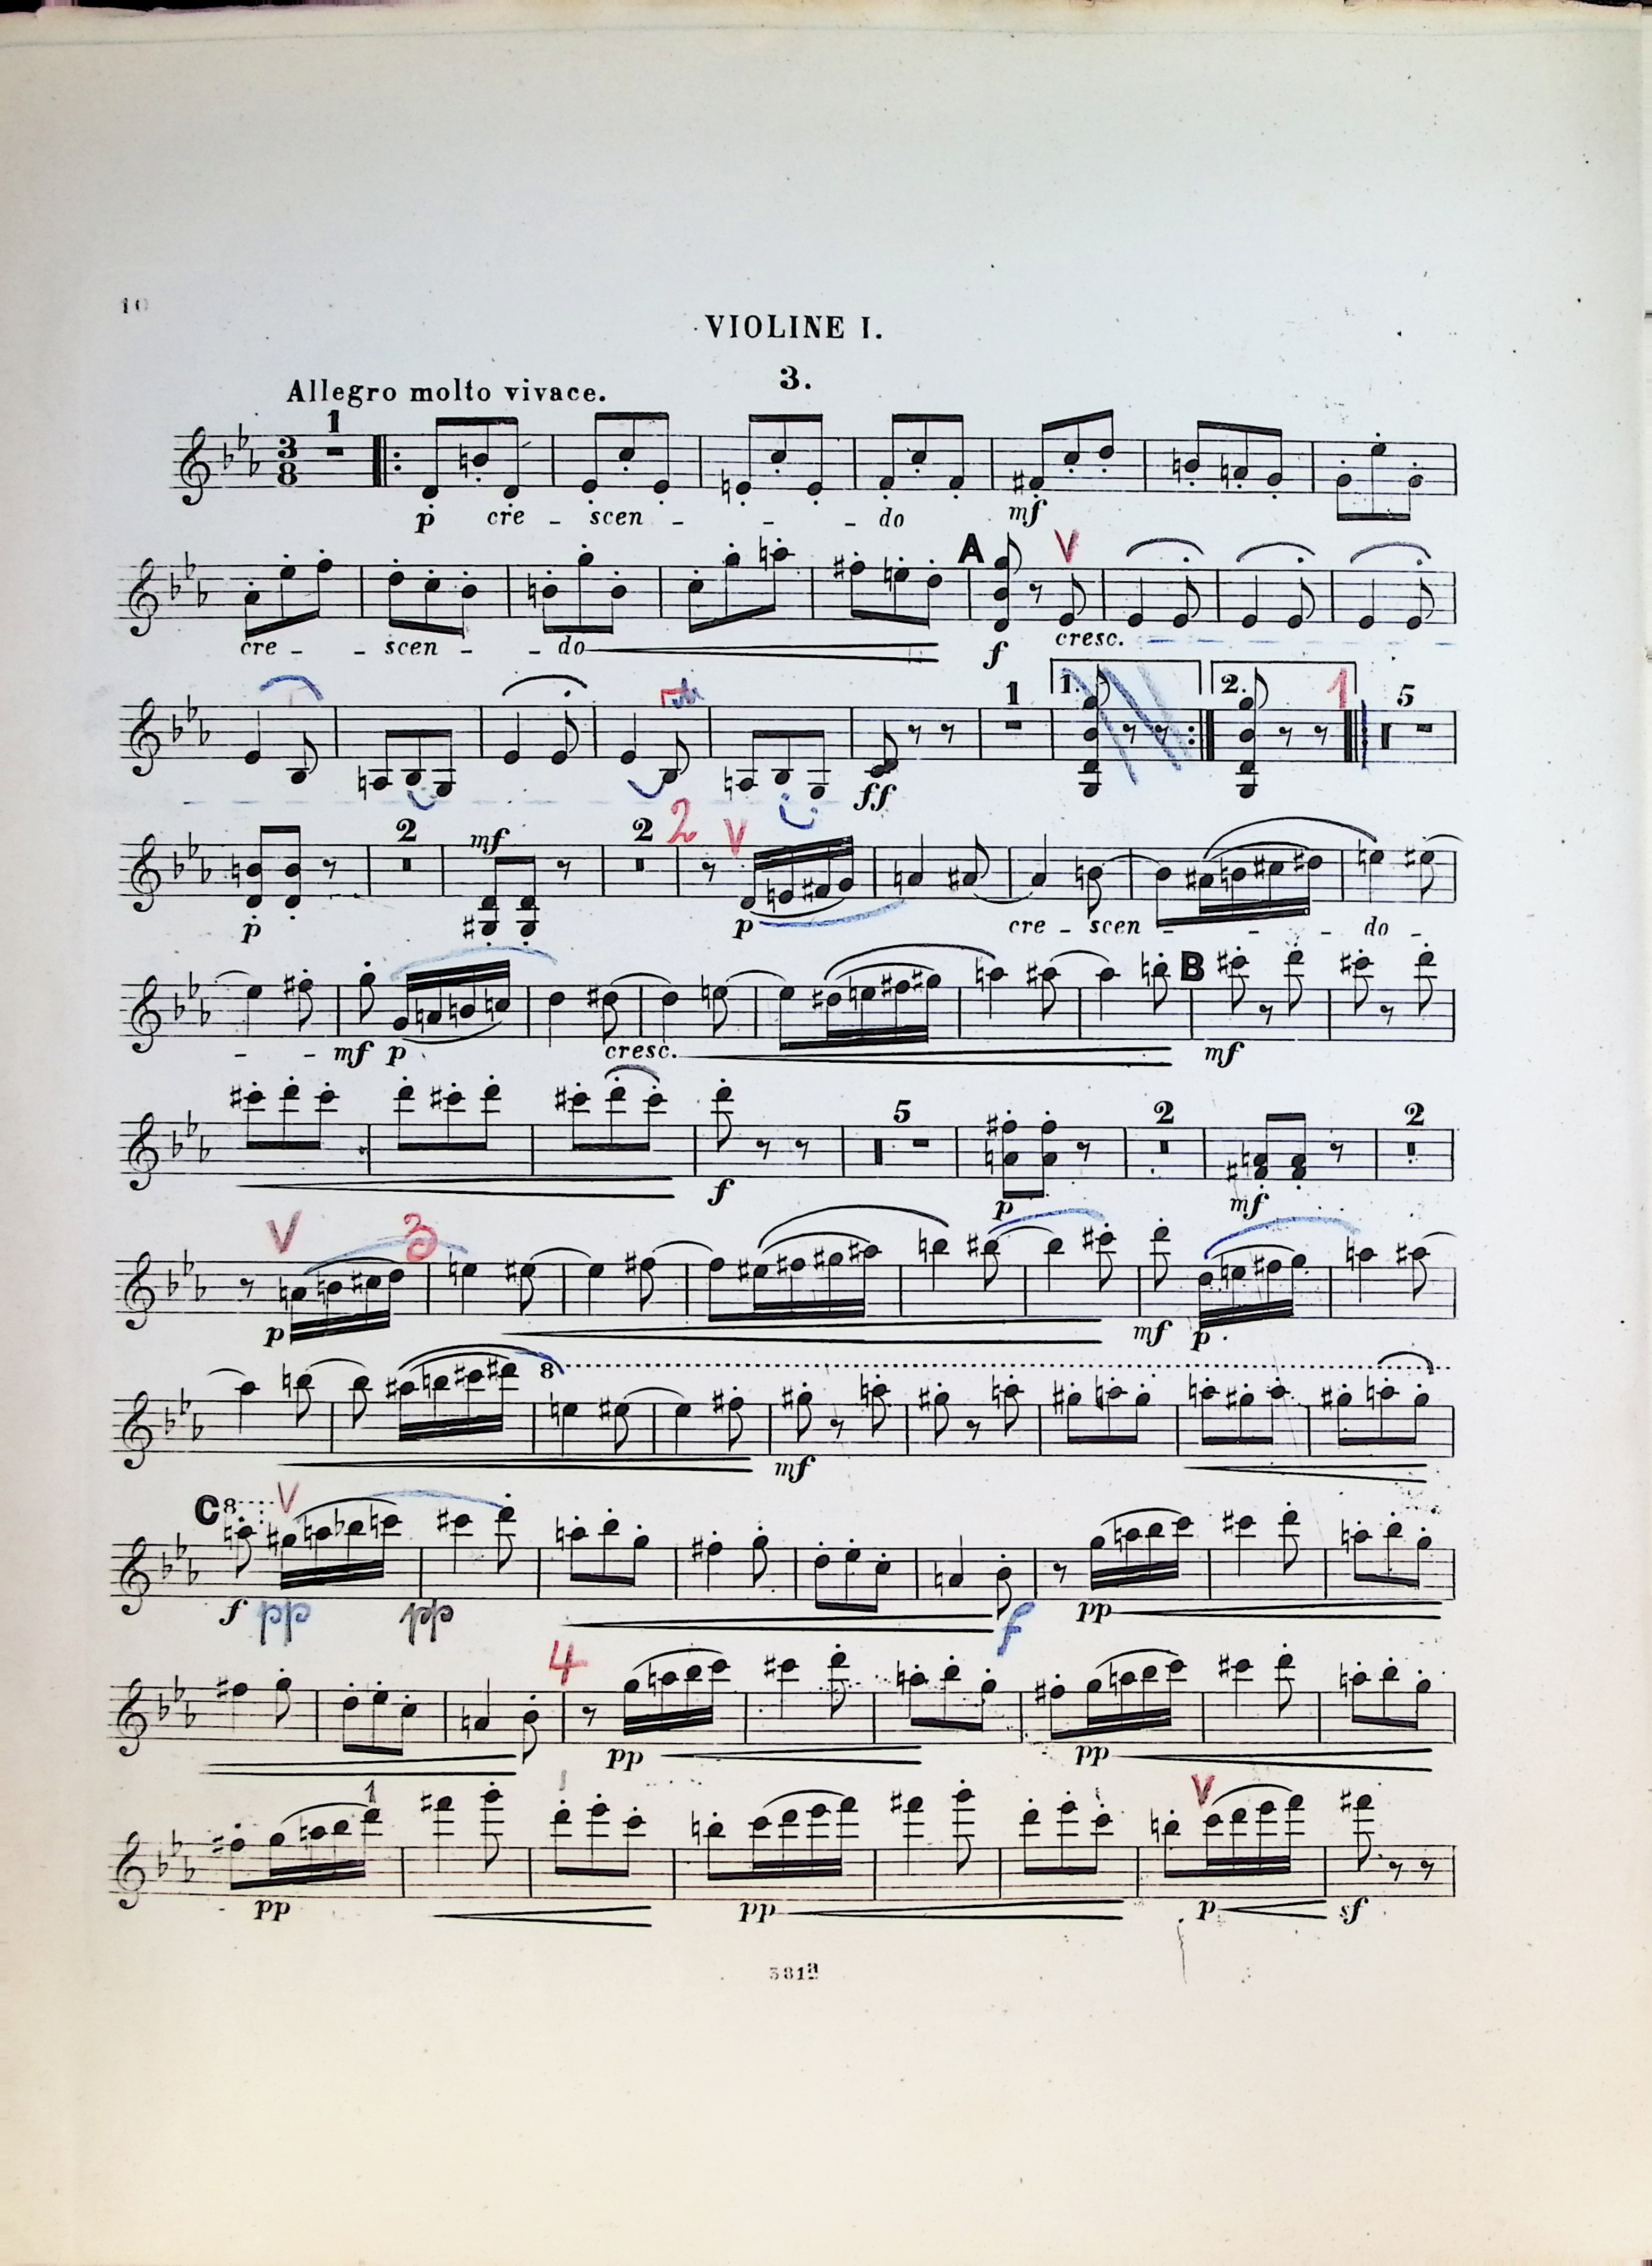 10
VIOLINE I.
3.
Allegro molto vivace.
1
p cre - scen - - - do mf
A V
cre - - scen - - do f cresc.
1 1. 2. 1 5
ff
2 mf 2 2 V
p p cre - scen - - - do -
B
- - mf p cresc. mf
5 2 2
f p mf
V 3
p mf p
8
mf
C 8 V
f pp pp f pp
4
pp pp
1 V
pp pp p sf
381a